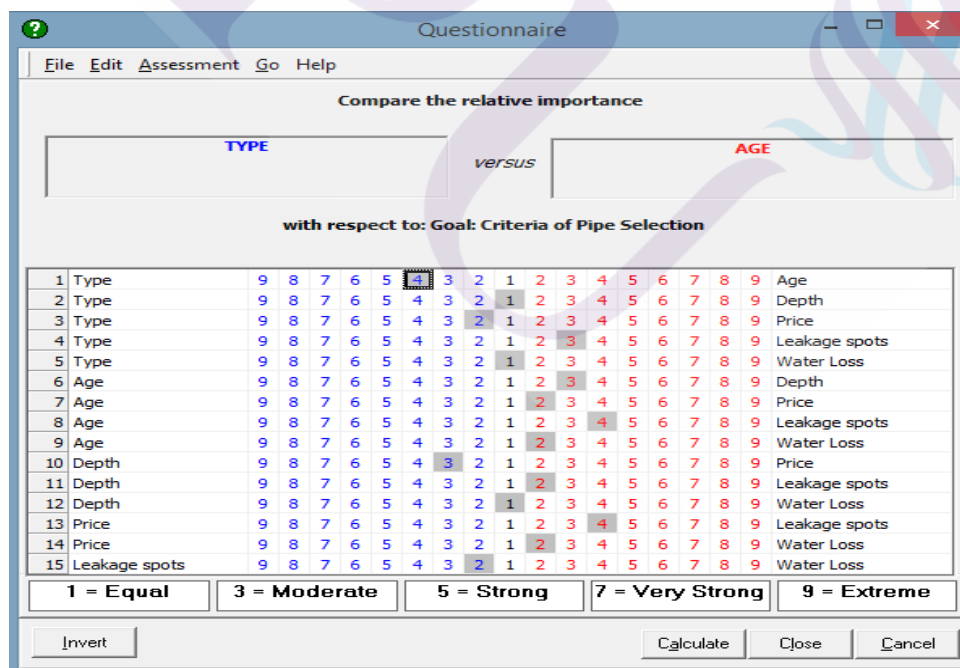 Questionnaire
File Edit Assessment Go Help
Compare the relative importance
TYPE versus AGE
with respect to: Goal: Criteria of Pipe Selection
1 Type 9 8 7 6 5 4 3 2 1 2 3 4 5 6 7 8 9 Age
2 Type 9 8 7 6 5 4 3 2 1 2 3 4 5 6 7 8 9 Depth
3 Type 9 8 7 6 5 4 3 2 1 2 3 4 5 6 7 8 9 Price
4 Type 9 8 7 6 5 4 3 2 1 2 3 4 5 6 7 8 9 Leakage spots
5 Type 9 8 7 6 5 4 3 2 1 2 3 4 5 6 7 8 9 Water Loss
6 Age 9 8 7 6 5 4 3 2 1 2 3 4 5 6 7 8 9 Depth
7 Age 9 8 7 6 5 4 3 2 1 2 3 4 5 6 7 8 9 Price
8 Age 9 8 7 6 5 4 3 2 1 2 3 4 5 6 7 8 9 Leakage spots
9 Age 9 8 7 6 5 4 3 2 1 2 3 4 5 6 7 8 9 Water Loss
10 Depth 9 8 7 6 5 4 3 2 1 2 3 4 5 6 7 8 9 Price
11 Depth 9 8 7 6 5 4 3 2 1 2 3 4 5 6 7 8 9 Leakage spots
12 Depth 9 8 7 6 5 4 3 2 1 2 3 4 5 6 7 8 9 Water Loss
13 Price 9 8 7 6 5 4 3 2 1 2 3 4 5 6 7 8 9 Leakage spots
14 Price 9 8 7 6 5 4 3 2 1 2 3 4 5 6 7 8 9 Water Loss
15 Leakage spots 9 8 7 6 5 4 3 2 1 2 3 4 5 6 7 8 9 Water Loss
1 = Equal 3 = Moderate 5 = Strong 7 = Very Strong 9 = Extreme
Invert Calculate Close Cancel